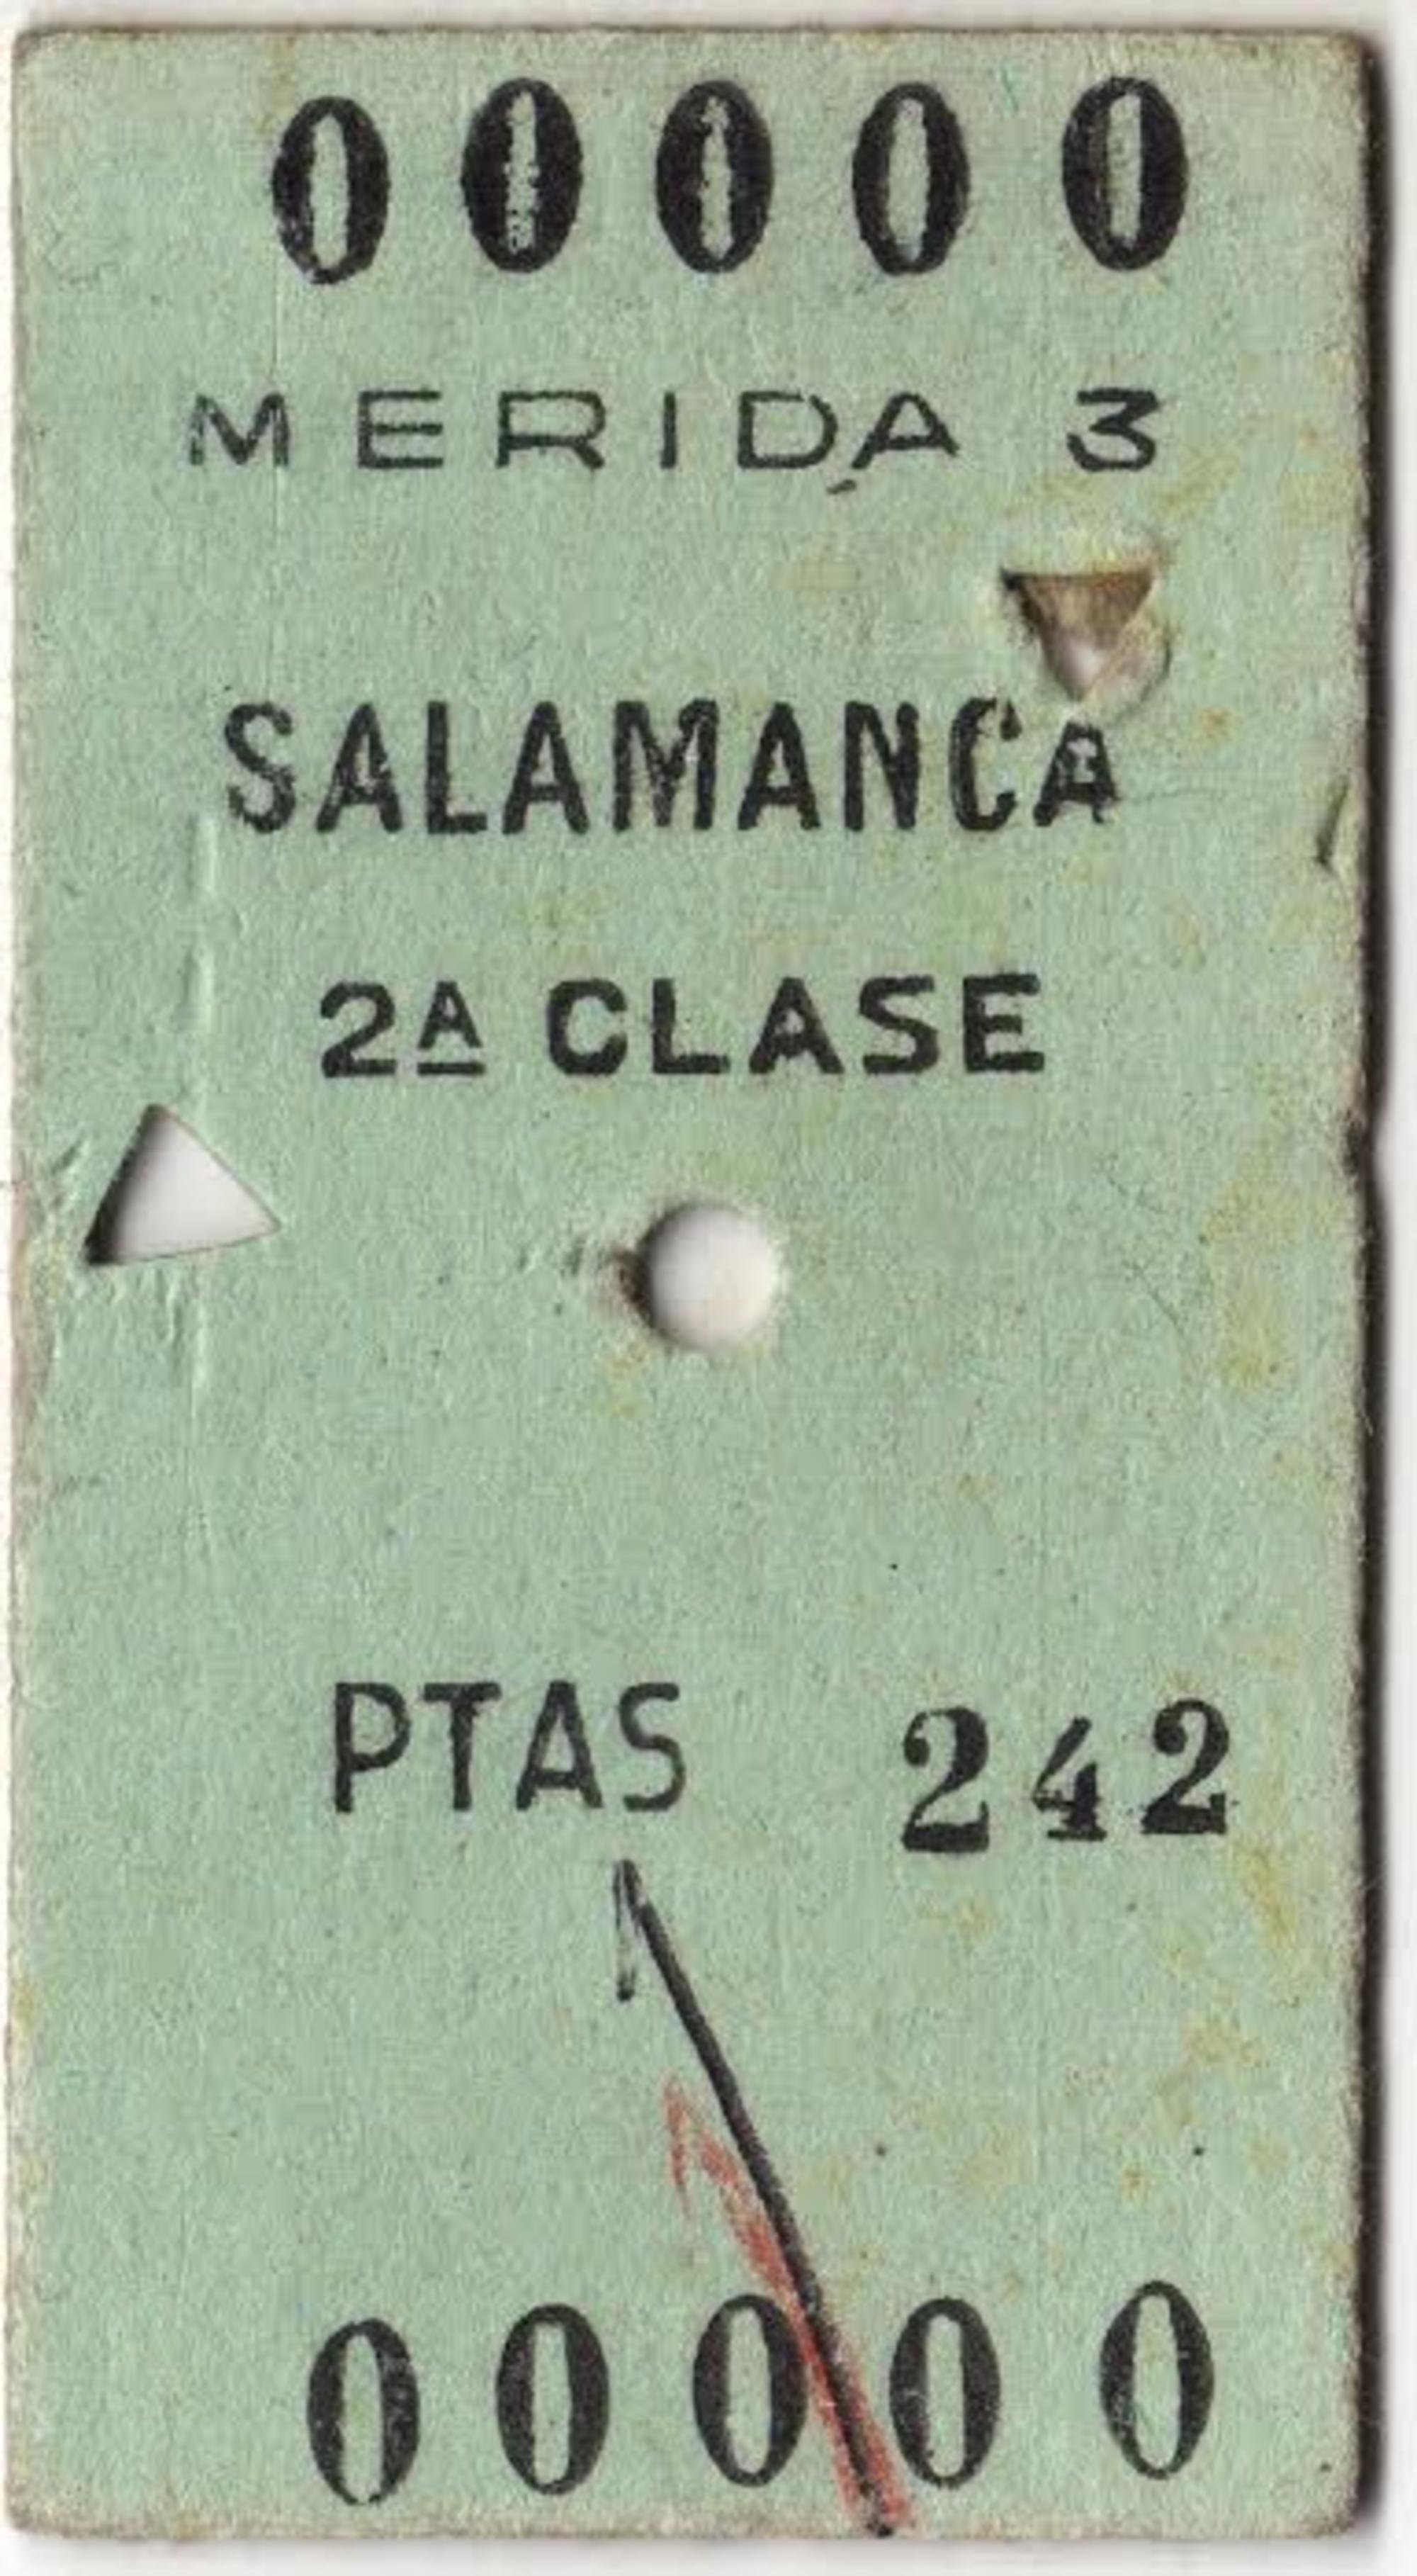 00000
MERIDA 3
SALAMANCA
2ª CLASE
PTAS 242
00000